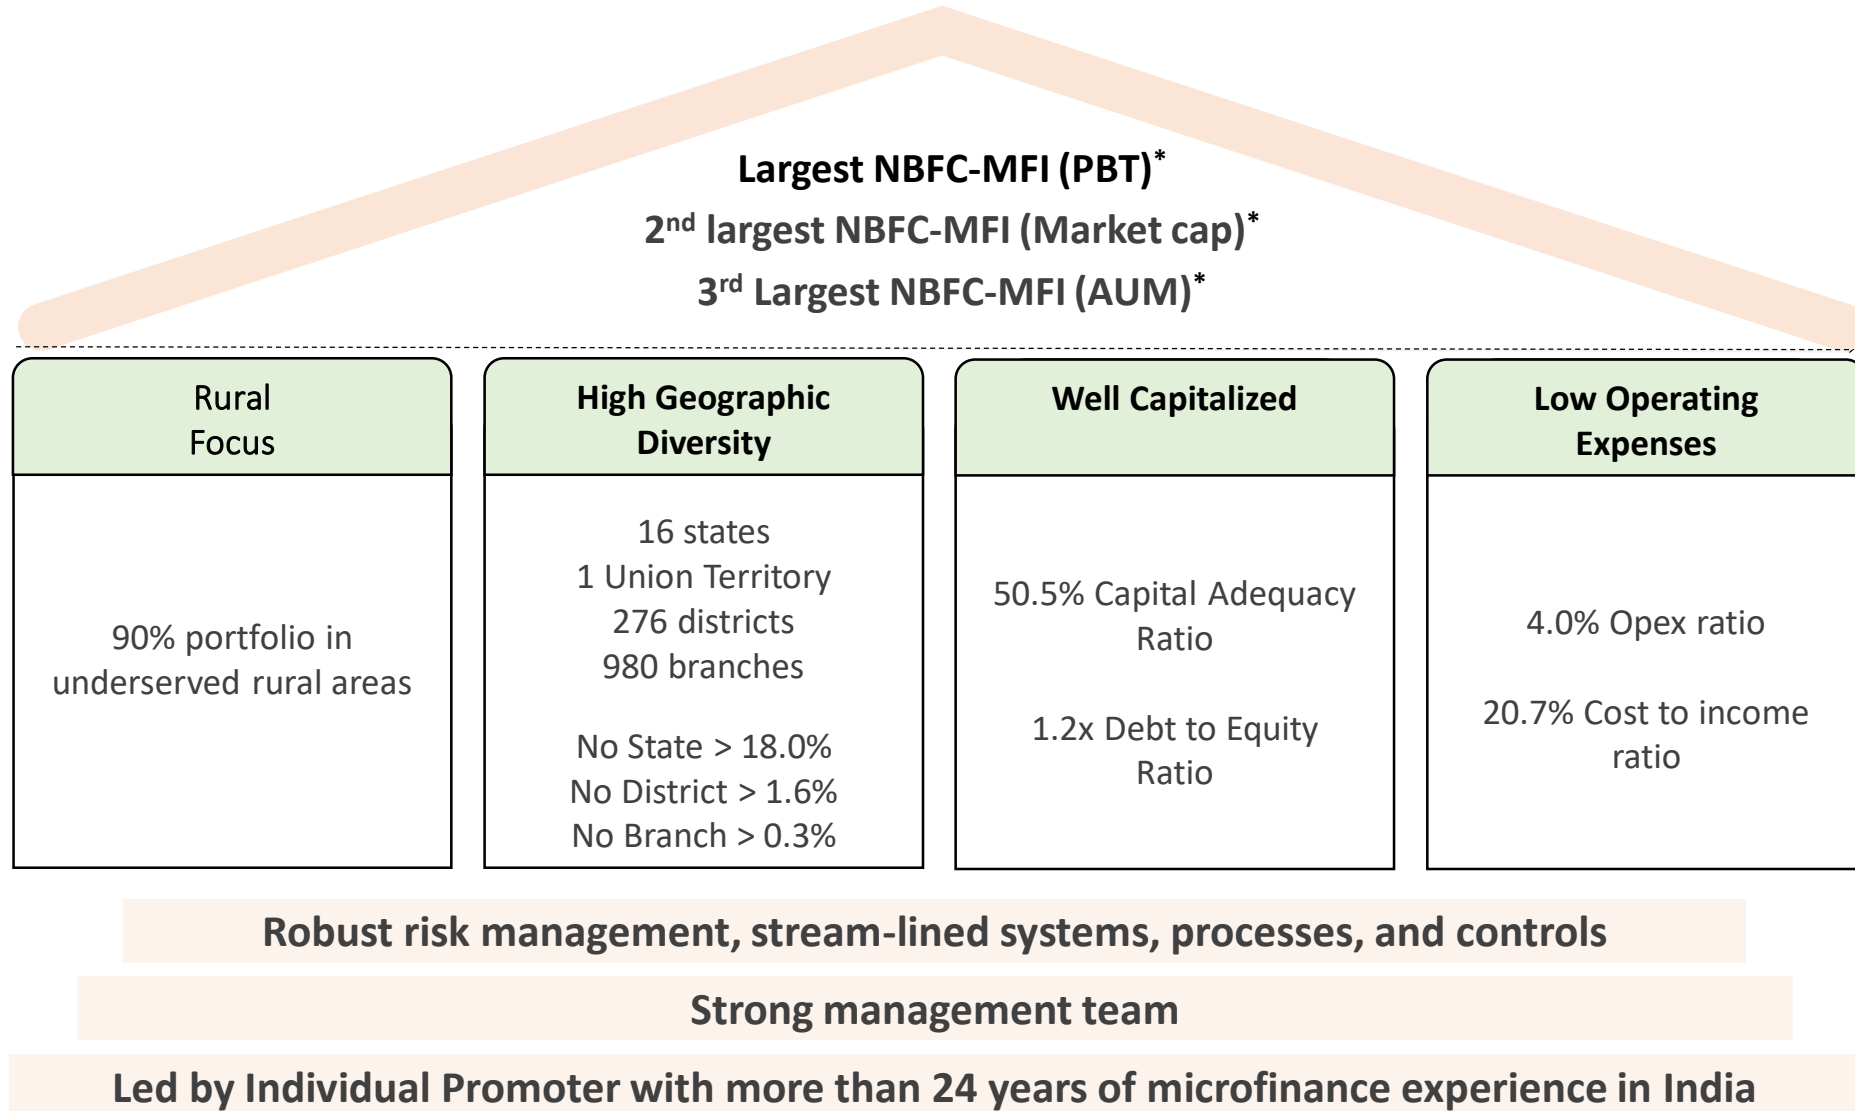 Largest NBFC-MFI (PBT)*
2nd largest NBFC-MFI (Market cap)*
3rd Largest NBFC-MFI (AUM)*
Rural
Focus
90% portfolio in
underserved rural areas
High Geographic
Diversity
16 states
1 Union Territory
276 districts
980 branches
No State > 18.0%
No District > 1.6%
No Branch > 0.3%
Well Capitalized
50.5% Capital Adequacy
Ratio
1.2x Debt to Equity
Ratio
Low Operating
Expenses
4.0% Opex ratio
20.7% Cost to income
ratio
Robust risk management, stream-lined systems, processes, and controls
Strong management team
Led by Individual Promoter with more than 24 years of microfinance experience in India